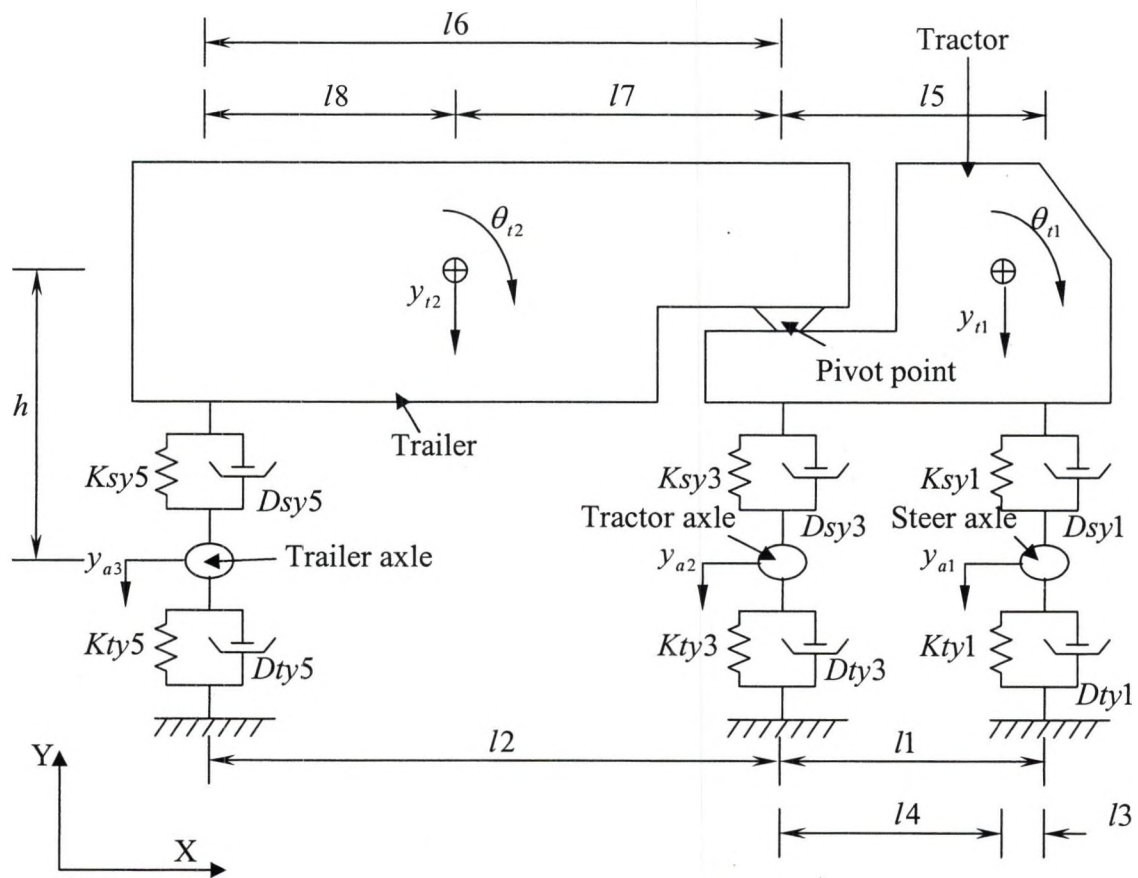 l6
Tractor
l8
l7
l5
θt2
θt1
yt2
yt1
Pivot point
h
Trailer
Ksy5
Dsy5
Ksy3
Dsy3
Ksy1
Dsy1
Tractor axle
Steer axle
ya3
Trailer axle
ya2
ya1
Kty5
Dty5
Kty3
Dty3
Kty1
Dty1
l2
l1
Y
l4
l3
X